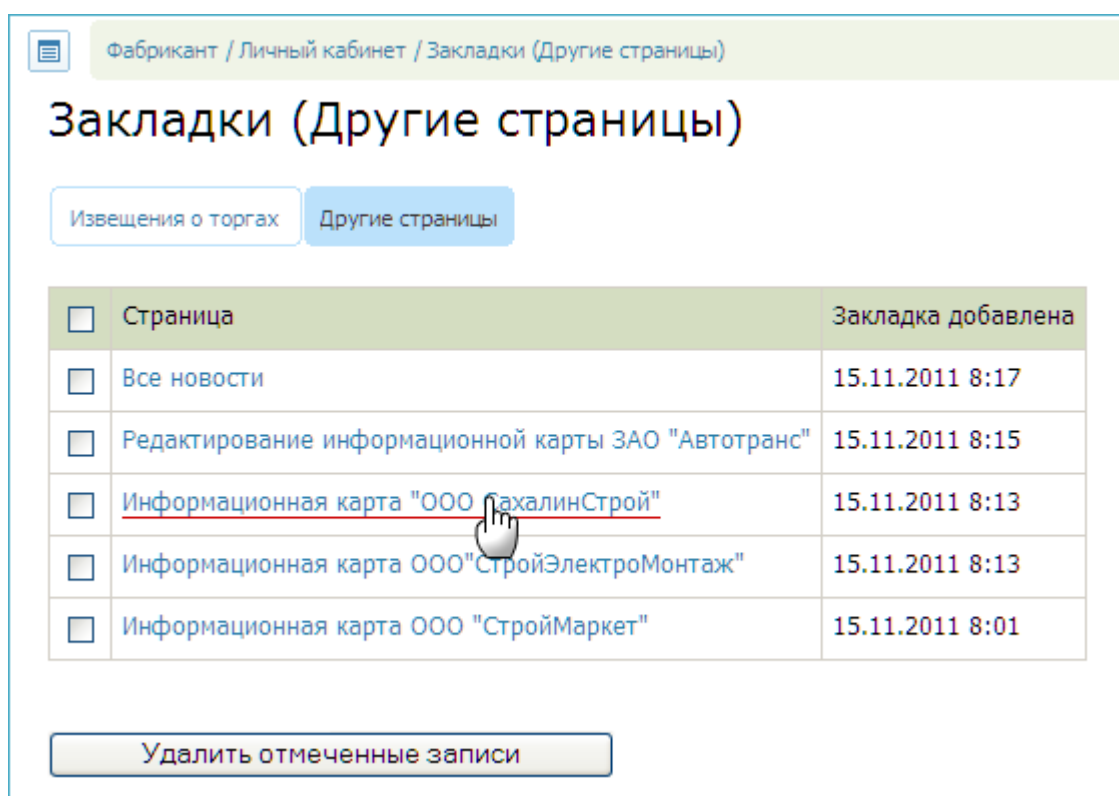 Фабрикант / Личный кабинет / Закладки (Другие страницы)
Закладки (Другие страницы)
Извещения о торгах Другие страницы
Страница Закладка добавлена
Все новости 15.11.2011 8:17
Редактирование информационной карты ЗАО "Автотранс" 15.11.2011 8:15
Информационная карта "ООО СахалинСтрой" 15.11.2011 8:13
Информационная карта ООО"СтройЭлектроМонтаж" 15.11.2011 8:13
Информационная карта ООО "СтройМаркет" 15.11.2011 8:01
Удалить отмеченные записи